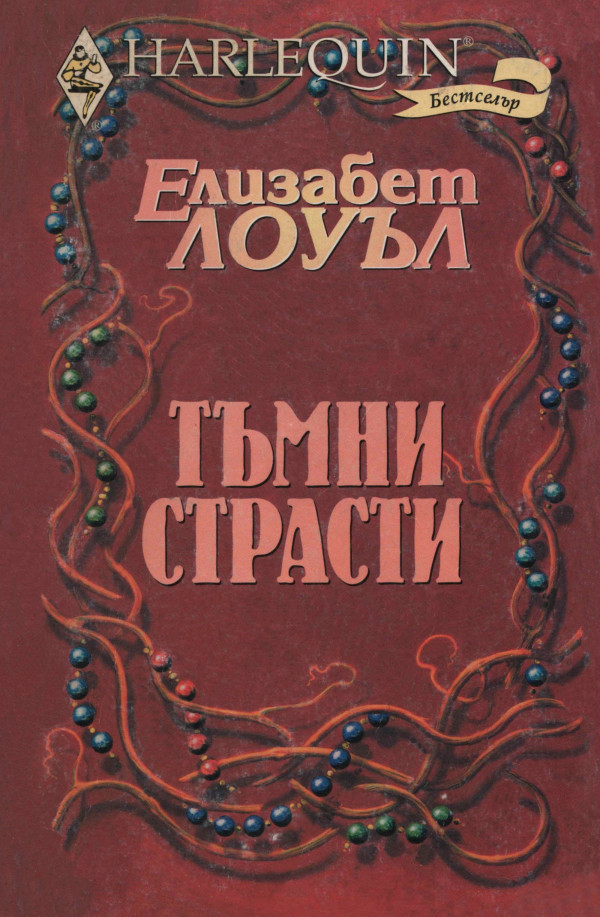 HARLEQUIN®
Бестселър
®
Елизабет
ЛОУЪЛ
ТЪМНИ
СТРАСТИ